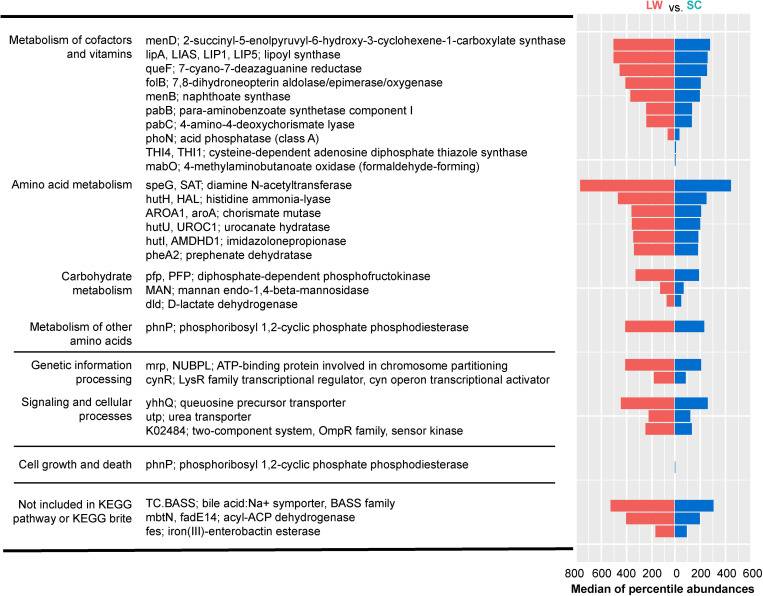 LW vs. SC
Metabolism of cofactors and vitamins
menD; 2-succinyl-5-enolpyruvyl-6-hydroxy-3-cyclohexene-1-carboxylate synthase
lipA, LIAS, LIP1, LIP5; lipoyl synthase
queF; 7-cyano-7-deazaguanine reductase
folB; 7,8-dihydroneopterin aldolase/epimerase/oxygenase
menB; naphthoate synthase
pabB; para-aminobenzoate synthetase component I
pabC; 4-amino-4-deoxychorismate lyase
phoN; acid phosphatase (class A)
THI4, THI1; cysteine-dependent adenosine diphosphate thiazole synthase
mabO; 4-methylaminobutanoate oxidase (formaldehyde-forming)
Amino acid metabolism
speG, SAT; diamine N-acetyltransferase
hutH, HAL; histidine ammonia-lyase
AROA1, aroA; chorismate mutase
hutU, UROC1; urocanate hydratase
hutI, AMDHD1; imidazolonepropionase
pheA2; prephenate dehydratase
Carbohydrate metabolism
pfp, PFP; diphosphate-dependent phosphofructokinase
MAN; mannan endo-1,4-beta-mannosidase
dld; D-lactate dehydrogenase
Metabolism of other amino acids
phnP; phosphoribosyl 1,2-cyclic phosphate phosphodiesterase
Genetic information processing
mrp, NUBPL; ATP-binding protein involved in chromosome partitioning
cynR; LysR family transcriptional regulator, cyn operon transcriptional activator
Signaling and cellular processes
yhhQ; queuosine precursor transporter
utp; urea transporter
K02484; two-component system, OmpR family, sensor kinase
Cell growth and death
phnP; phosphoribosyl 1,2-cyclic phosphate phosphodiesterase
Not included in KEGG pathway or KEGG brite
TC.BASS; bile acid:Na+ symporter, BASS family
mbtN, fadE14; acyl-ACP dehydrogenase
fes; iron(III)-enterobactin esterase
800 600 400 200 0 200 400 600
Median of percentile abundances